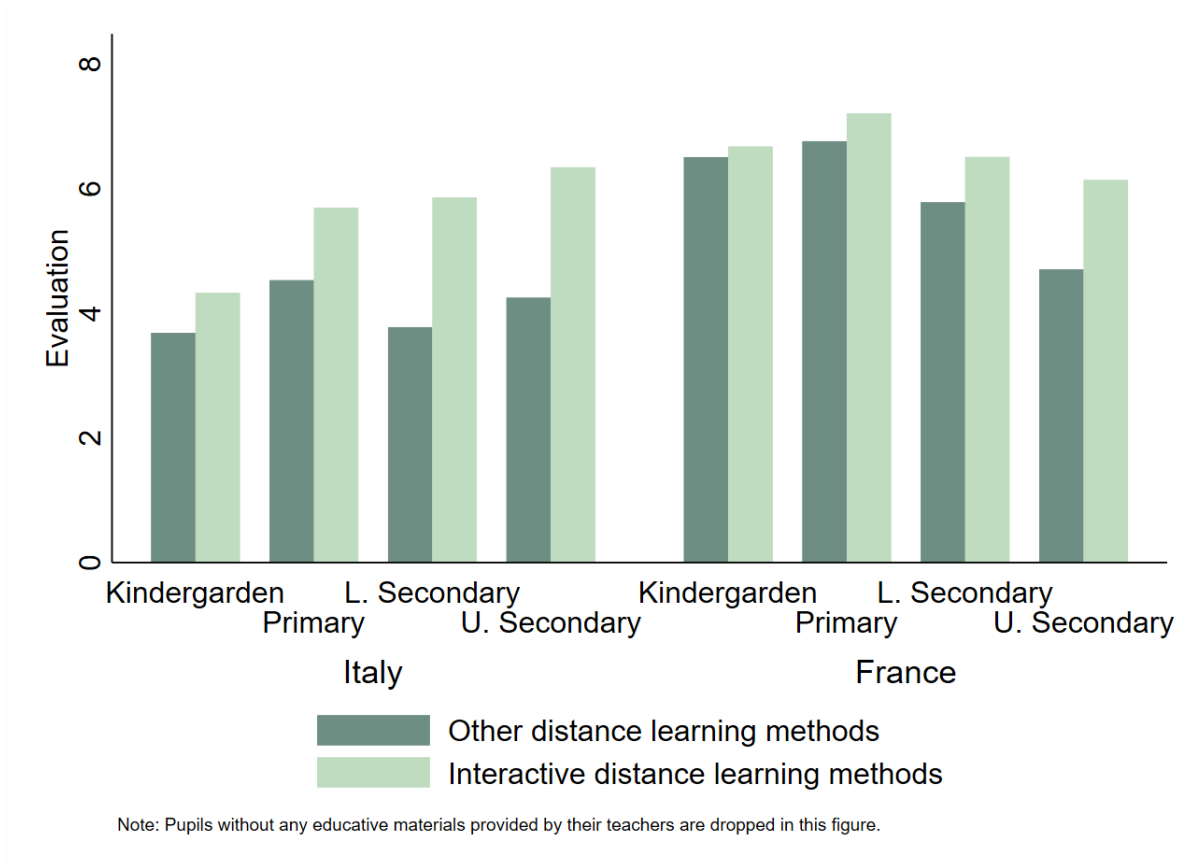 8
6
4
2
0
Evaluation
Kindergarden
Primary
L. Secondary
U. Secondary
Kindergarden
Primary
L. Secondary
U. Secondary
Italy
France
Other distance learning methods
Interactive distance learning methods
Note: Pupils without any educative materials provided by their teachers are dropped in this figure.